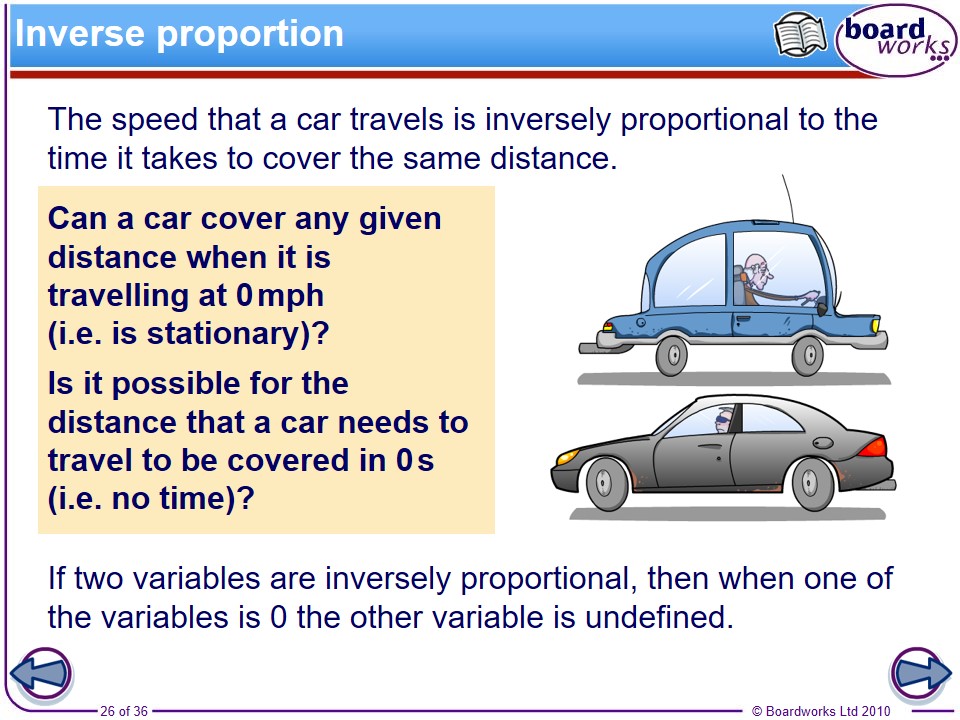 Inverse proportion
board
works
The speed that a car travels is inversely proportional to the
time it takes to cover the same distance.
Can a car cover any given
distance when it is
travelling at 0 mph
(i.e. is stationary)?
Is it possible for the
distance that a car needs to
travel to be covered in 0 s
(i.e. no time)?
If two variables are inversely proportional, then when one of
the variables is 0 the other variable is undefined.
26 of 36
© Boardworks Ltd 2010